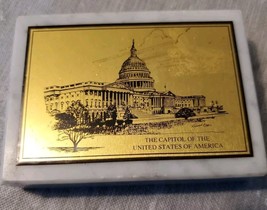 THE CAPITOL OF THE
UNITED STATES OF AMERICA